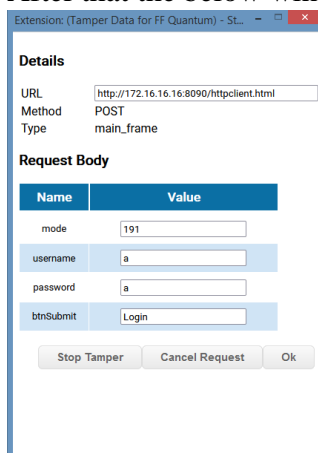 Extension: (Tamper Data for FF Quantum) - St...
Details
URL http://172.16.16.16:8090/httpclient.html
Method POST
Type main_frame
Request Body
Name Value
mode 191
username a
password a
btnSubmit Login
Stop Tamper Cancel Request Ok